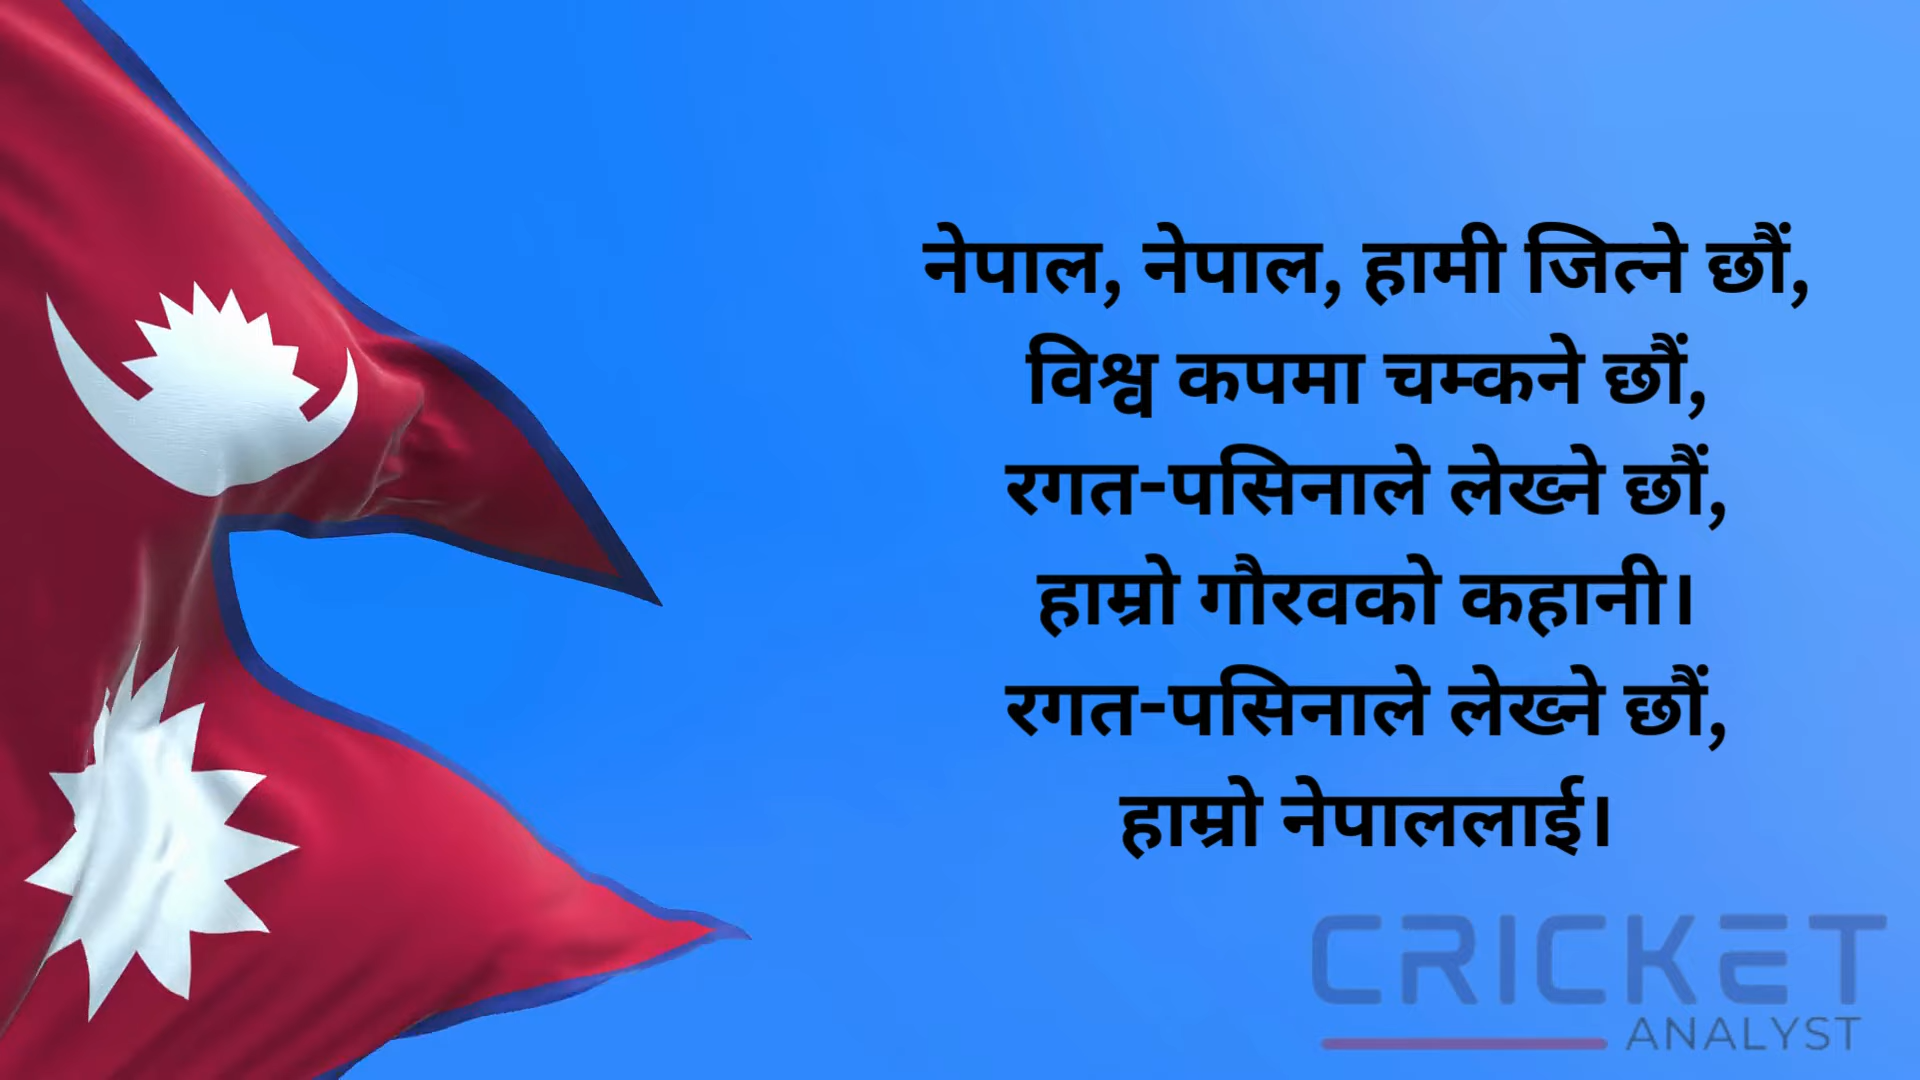 नेपाल, नेपाल, हामी जित्ने छौं,
विश्व कपमा चम्कने छौं,
रगत-पसिनाले लेख्ने छौं,
हाम्रो गौरवको कहानी।
रगत-पसिनाले लेख्ने छौं,
हाम्रो नेपाललाई।
CRICKET
ANALYST